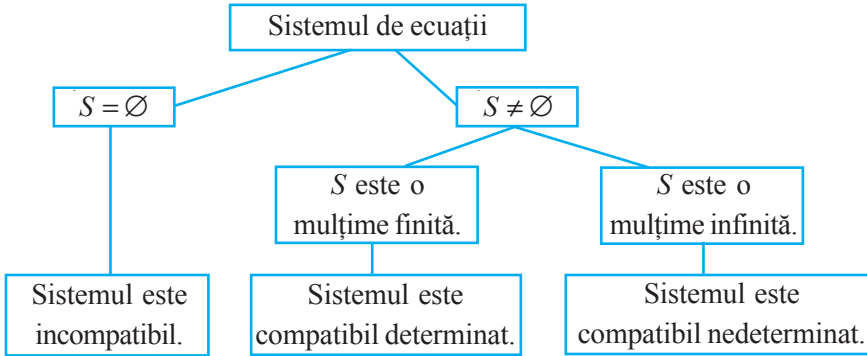 Sistemul de ecuații
S = ∅
S ≠ ∅
S este o
mulțime finită.
S este o
mulțime infinită.
Sistemul este
incompatibil.
Sistemul este
compatibil determinat.
Sistemul este
compatibil nedeterminat.